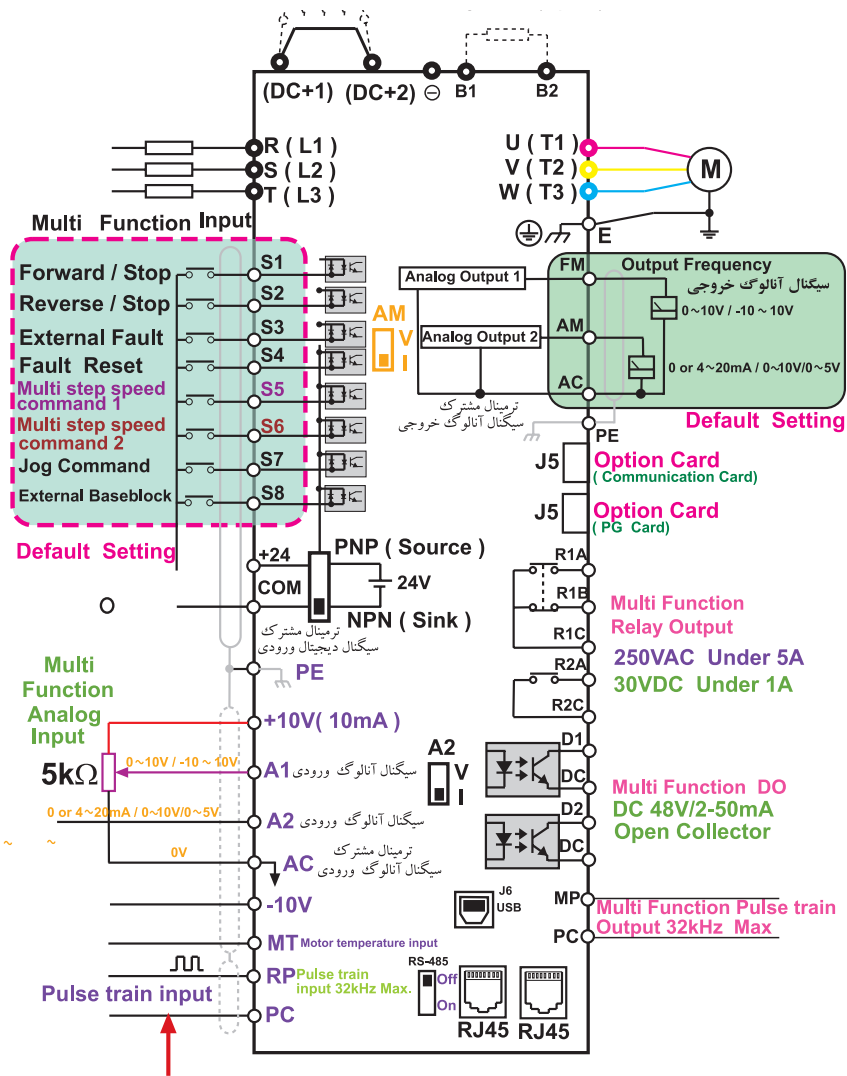 (DC+1) (DC+2) ⊖ B1 B2
R ( L1 )
S ( L2 )
T ( L3 )
U ( T1 )
V ( T2 )
W ( T3 )
M
E
Multi Function Input
Forward / Stop S1
Reverse / Stop S2
External Fault S3
Fault Reset S4
Multi step speed
command 1
S5
Multi step speed
command 2
S6
Jog Command S7
External Baseblock S8
Default Setting
AM
V
I
Analog Output 1
Analog Output 2
FM Output Frequency
سیگنال آنالوگ خروجی
0~10V / -10 ~ 10V
AM
0 or 4~20mA / 0~10V/0~5V
AC
ترمینال مشترک
سیگنال آنالوگ خروجی
Default Setting
PE
J5 Option Card
( Communication Card)
J5 Option Card
( PG Card)
+24
COM
PNP ( Source )
24V
NPN ( Sink )
ترمینال مشترک
سیگنال دیجیتال ورودی
PE
R1A
R1B
R1C
Multi Function
Relay Output
250VAC Under 5A
30VDC Under 1A
R2A
R2C
Multi
Function
Analog
Input
+10V( 10mA )
5kΩ
0~10V / -10 ~ 10V
A1 سیگنال آنالوگ ورودی
A2
V
I
0 or 4~20mA / 0~10V/0~5V
A2 سیگنال آنالوگ ورودی
~ ~
0V
AC
ترمینال مشترک
سیگنال آنالوگ ورودی
-10V
MT Motor temperature input
D1
DC
D2
DC
Multi Function DO
DC 48V/2-50mA
Open Collector
J6
USB
MP
PC
Multi Function Pulse train
Output 32kHz Max
Pulse train input
RP Pulse train
input 32kHz Max.
PC
RS-485
Off
On
RJ45 RJ45